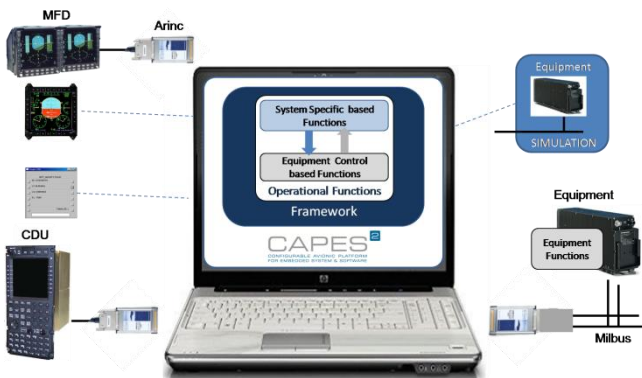 MFD
Arinc
Equipment
SIMULATION
System Specific based
Functions
Equipment Control
based Functions
Operational Functions
Framework
CAPES²
CONFIGURABLE AVIONIC PLATFORM
FOR EMBEDDED SYSTEM & SOFTWARE
Equipment
Equipment
Functions
CDU
Milbus
hp